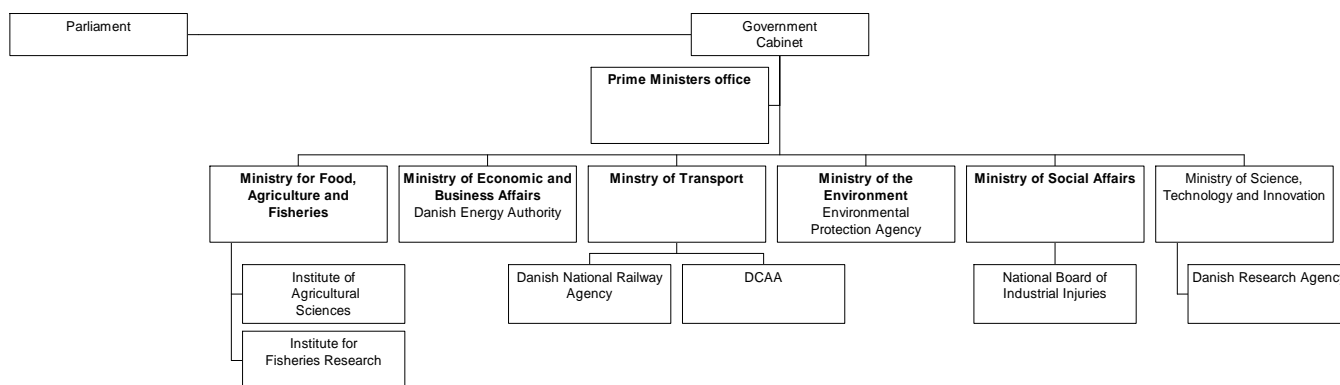 Parliament
Government
Cabinet
Prime Ministers office
Ministry for Food,
Agriculture and
Fisheries
Ministry of Economic and
Business Affairs
Danish Energy Authority
Minstry of Transport
Ministry of the
Environment
Environmental
Protection Agency
Ministry of Social Affairs
Ministry of Science,
Technology and Innovation
Institute of
Agricultural
Sciences
Institute for
Fisheries Research
Danish National Railway
Agency
DCAA
National Board of
Industrial Injuries
Danish Research Agency